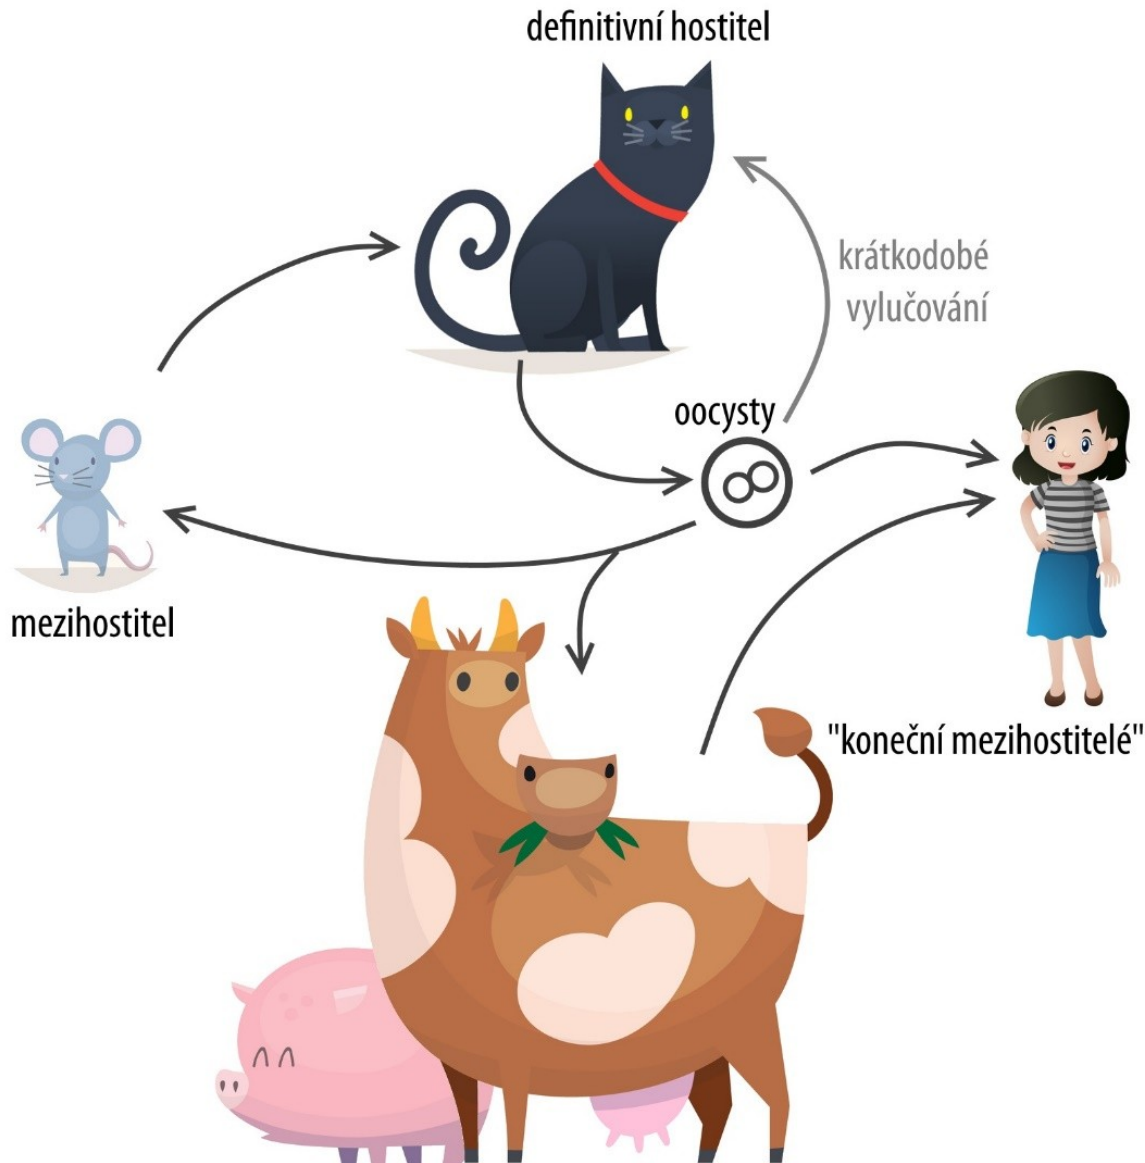 definitivní hostitel
krátkodobé
vylučování
oocysty
mezihostitel
"koneční mezihostitelé"